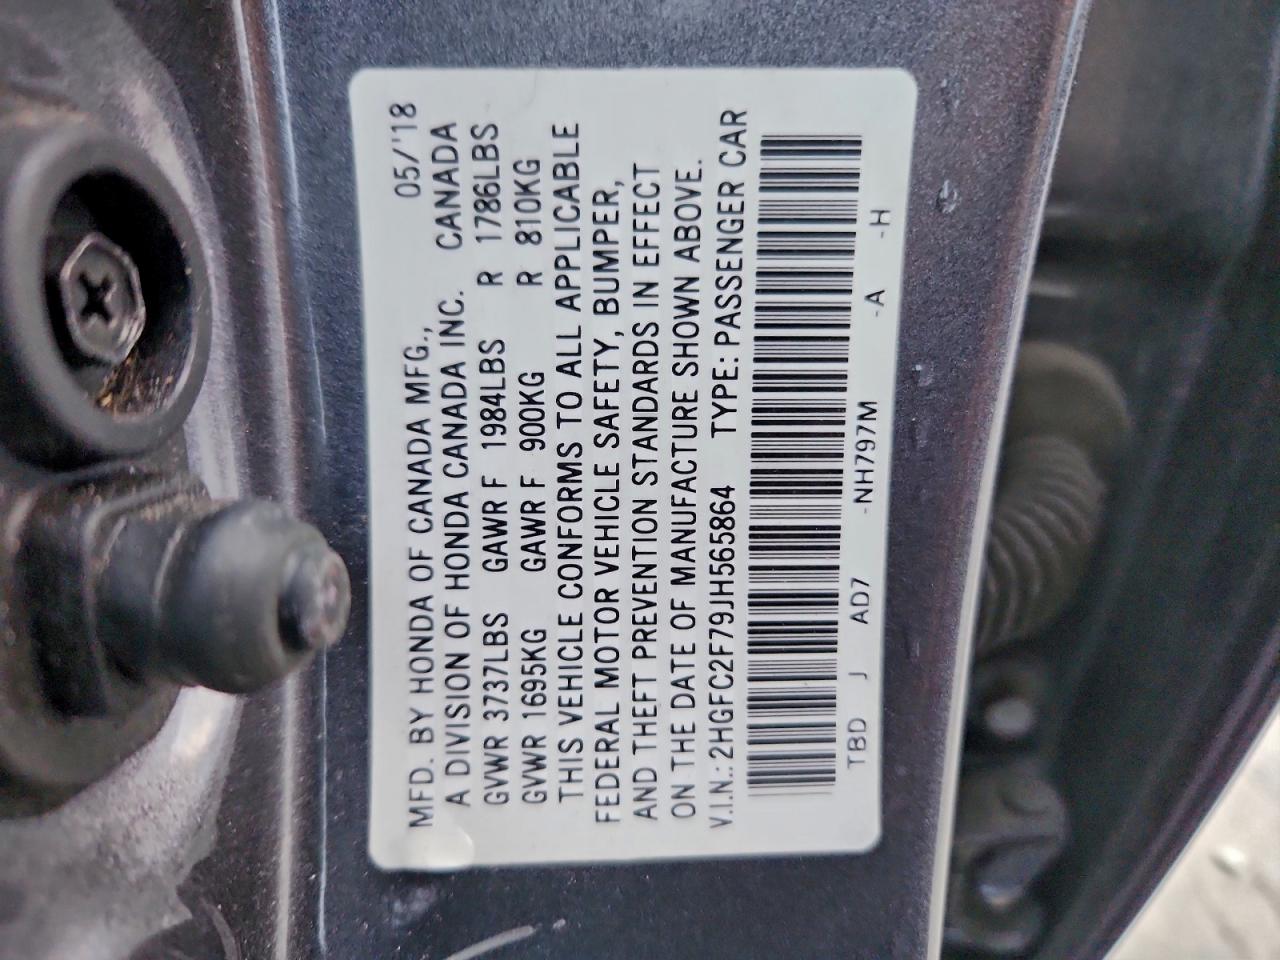 MFD. BY HONDA OF CANADA MFG., 05/'18
A DIVISION OF HONDA CANADA INC. CANADA
GVWR 3737LBS GAWR F 1984LBS R 1786LBS
GVWR 1695KG GAWR F 900KG R 810KG
THIS VEHICLE CONFORMS TO ALL APPLICABLE
FEDERAL MOTOR VEHICLE SAFETY, BUMPER,
AND THEFT PREVENTION STANDARDS IN EFFECT
ON THE DATE OF MANUFACTURE SHOWN ABOVE.
V.I.N.: 2HGFC2F79JH565864 TYPE: PASSENGER CAR
TBD J AD7 -NH797M -A -H